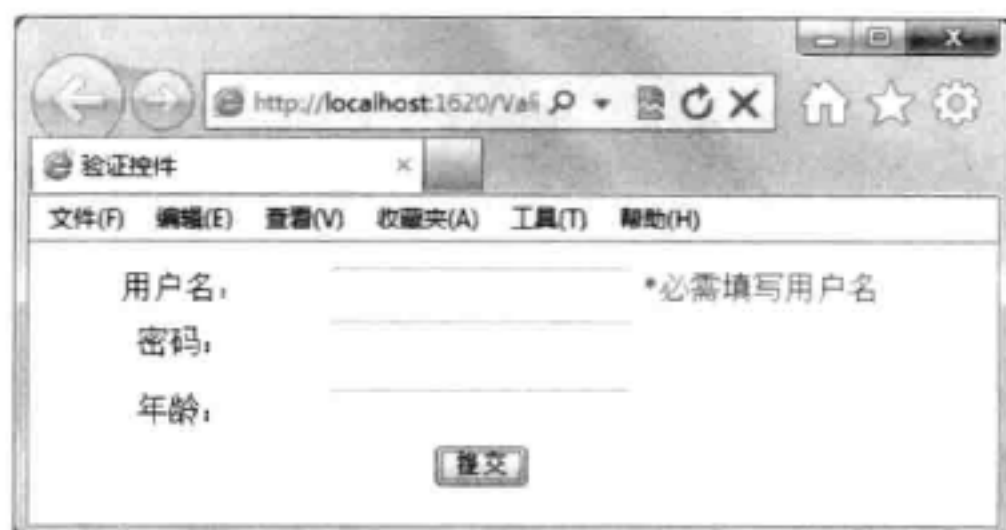 http://localhost:1620/Vali
验证控件
文件(F) 编辑(E) 查看(V) 收藏夹(A) 工具(T) 帮助(H)
用户名： *必需填写用户名
密码：
年龄：
提交